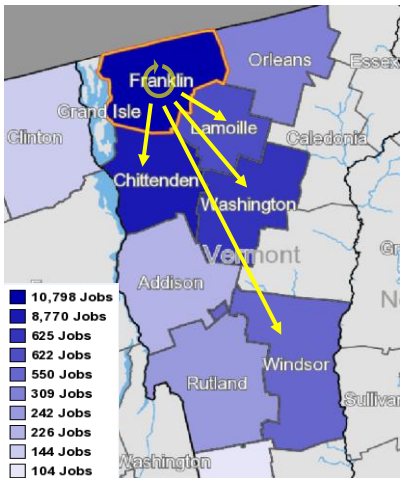 Orleans
Essex
Franklin
Grand Isle
Clinton
Lamoille
Caledonia
Chittenden
Washington
Vermont
Addison
Windsor
Rutland
Sullivan
Washington
10,798 Jobs
8,770 Jobs
625 Jobs
622 Jobs
550 Jobs
309 Jobs
242 Jobs
226 Jobs
144 Jobs
104 Jobs